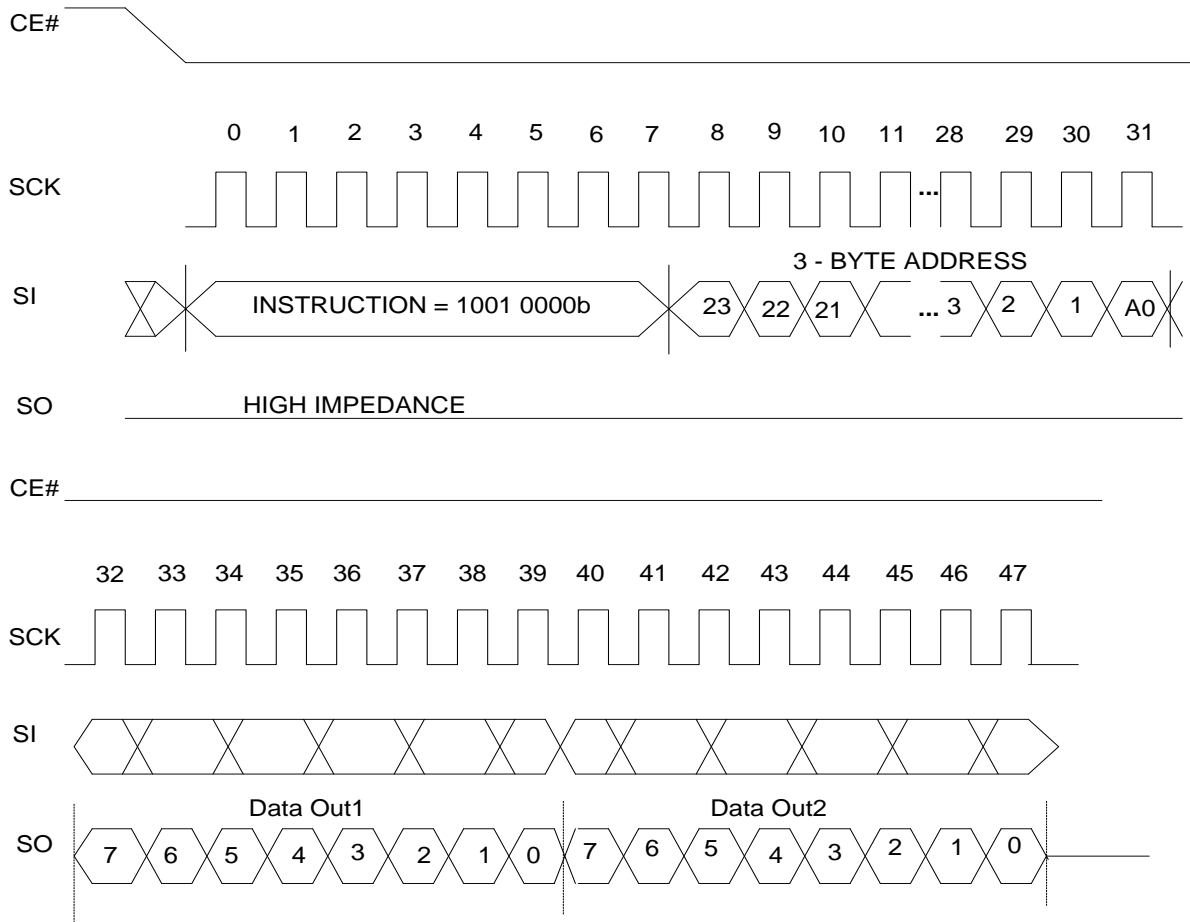 CE#
0 1 2 3 4 5 6 7 8 9 10 11 28 29 30 31
SCK ...
3 - BYTE ADDRESS
SI INSTRUCTION = 1001 0000b 23 22 21 ... 3 2 1 A0
SO HIGH IMPEDANCE
CE#
32 33 34 35 36 37 38 39 40 41 42 43 44 45 46 47
SCK
SI
Data Out1 Data Out2
SO 7 6 5 4 3 2 1 0 7 6 5 4 3 2 1 0